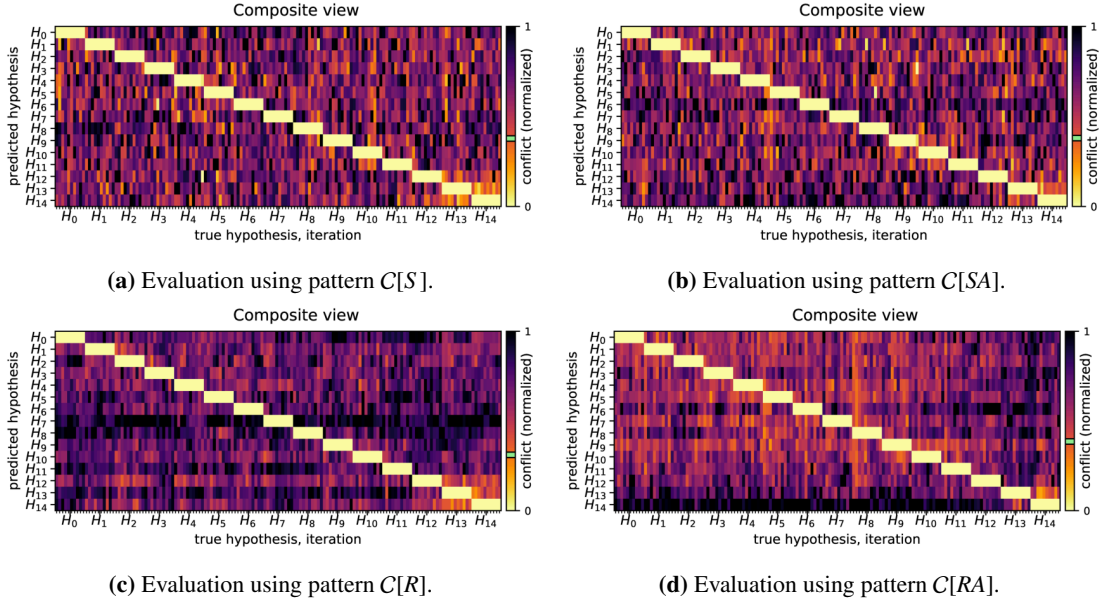 Composite view
predicted hypothesis
H0
H1
H2
H3
H4
H5
H6
H7
H8
H9
H10
H11
H12
H13
H14
H0 H1 H2 H3 H4 H5 H6 H7 H8 H9 H10 H11 H12 H13 H14
true hypothesis, iteration
1
conflict (normalized)
0
(a) Evaluation using pattern C[S].
Composite view
predicted hypothesis
H0
H1
H2
H3
H4
H5
H6
H7
H8
H9
H10
H11
H12
H13
H14
H0 H1 H2 H3 H4 H5 H6 H7 H8 H9 H10 H11 H12 H13 H14
true hypothesis, iteration
1
conflict (normalized)
0
(b) Evaluation using pattern C[SA].
Composite view
predicted hypothesis
H0
H1
H2
H3
H4
H5
H6
H7
H8
H9
H10
H11
H12
H13
H14
H0 H1 H2 H3 H4 H5 H6 H7 H8 H9 H10 H11 H12 H13 H14
true hypothesis, iteration
1
conflict (normalized)
0
(c) Evaluation using pattern C[R].
Composite view
predicted hypothesis
H0
H1
H2
H3
H4
H5
H6
H7
H8
H9
H10
H11
H12
H13
H14
H0 H1 H2 H3 H4 H5 H6 H7 H8 H9 H10 H11 H12 H13 H14
true hypothesis, iteration
1
conflict (normalized)
0
(d) Evaluation using pattern C[RA].